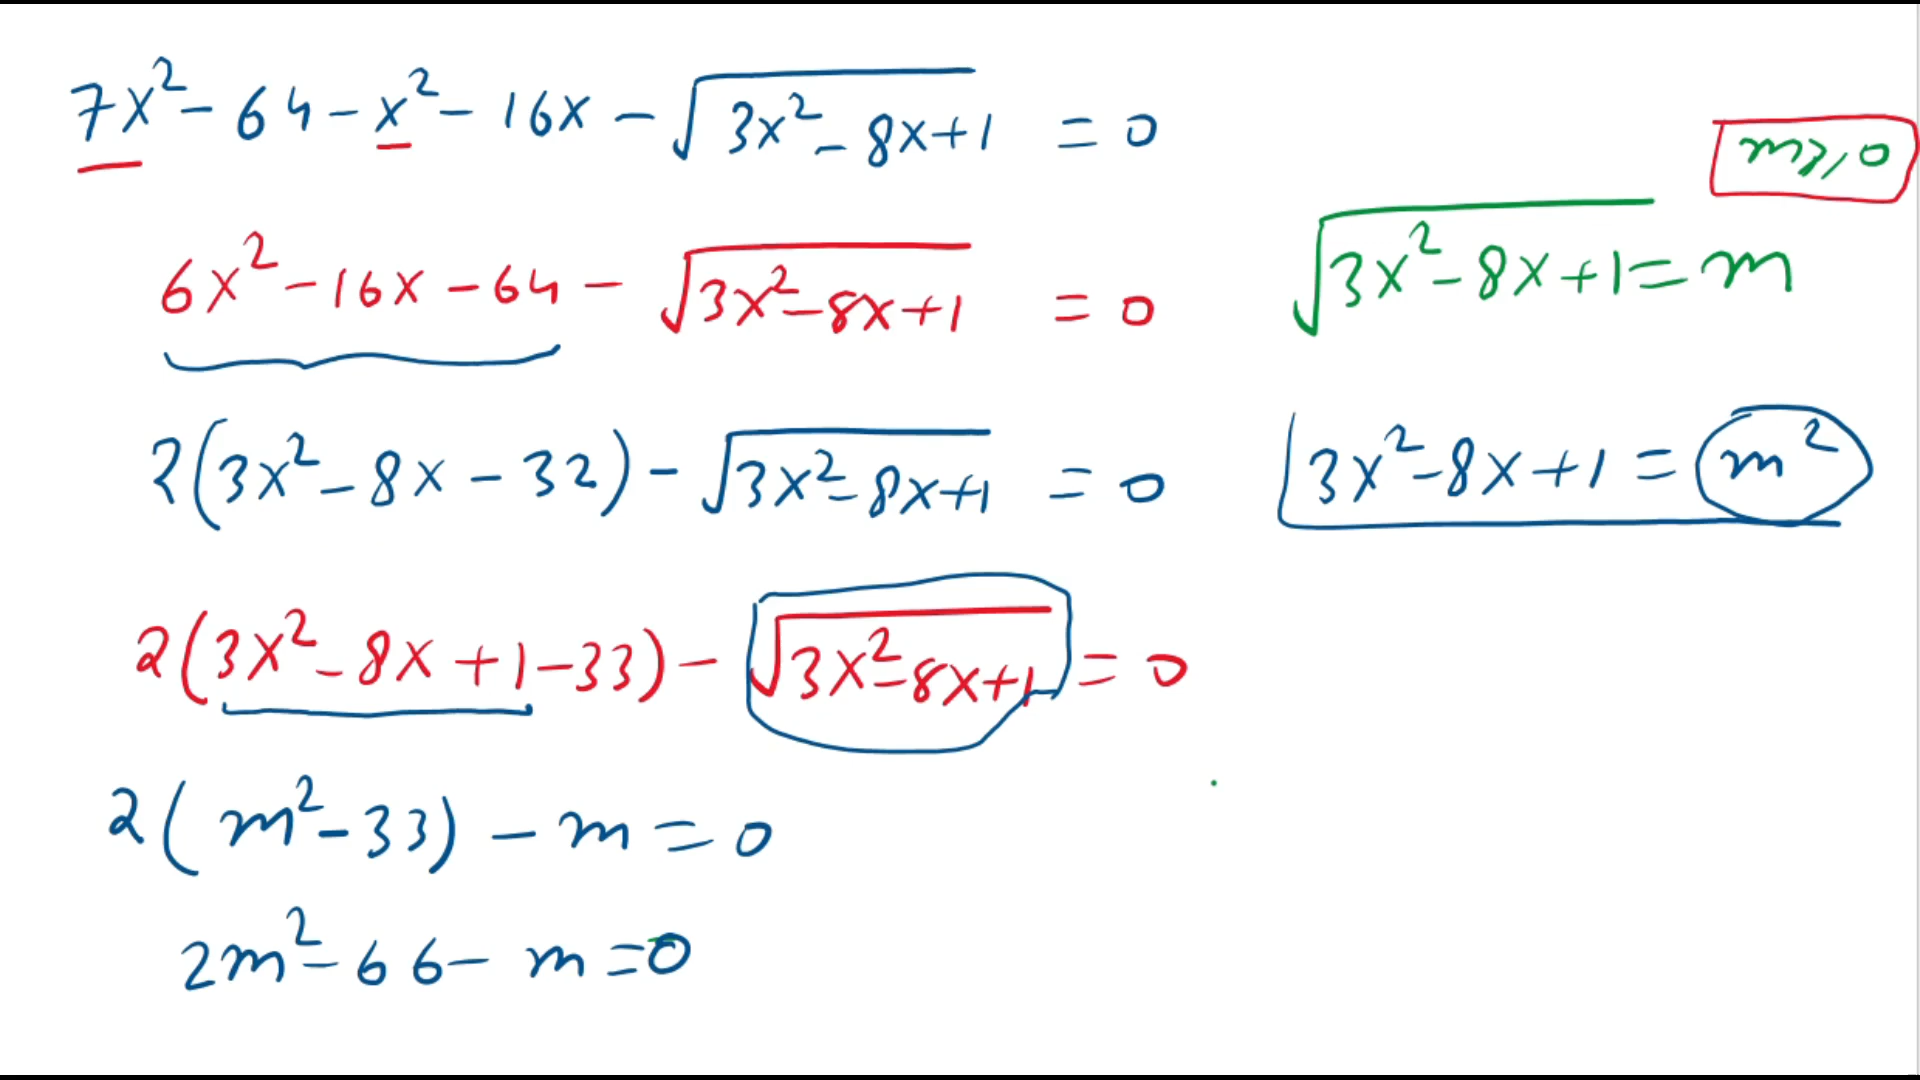 7x² - 64 - x² - 16x - √(3x² - 8x + 1) = 0
6x² - 16x - 64 - √(3x² - 8x + 1) = 0
2(3x² - 8x - 32) - √(3x² - 8x + 1) = 0
2(3x² - 8x + 1 - 33) - √(3x² - 8x + 1) = 0
2(m² - 33) - m = 0
2m² - 66 - m = 0
m ≥ 0
√(3x² - 8x + 1) = m
3x² - 8x + 1 = m²